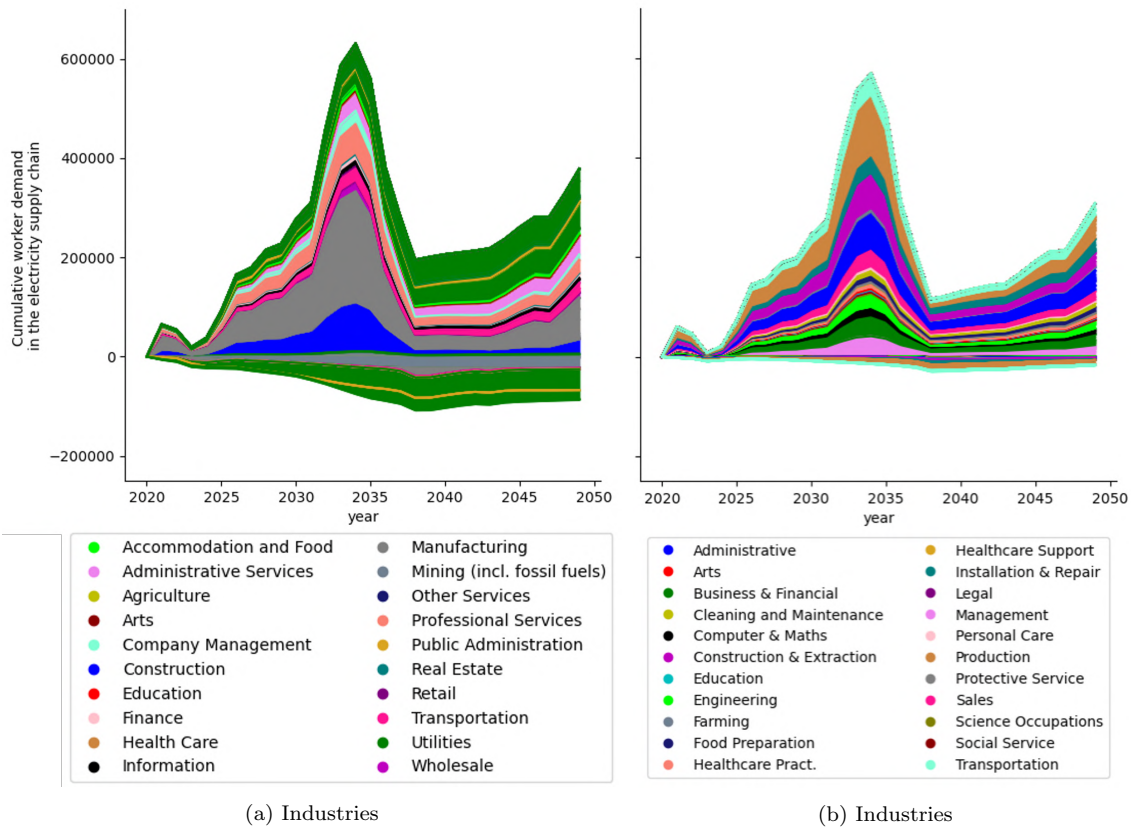 Cumulative worker demand
in the electricity supply chain
600000
400000
200000
0
−200000
2020 2025 2030 2035 2040 2045 2050
year
2020 2025 2030 2035 2040 2045 2050
year
Accommodation and Food
Administrative Services
Agriculture
Arts
Company Management
Construction
Education
Finance
Health Care
Information
Manufacturing
Mining (incl. fossil fuels)
Other Services
Professional Services
Public Administration
Real Estate
Retail
Transportation
Utilities
Wholesale
Administrative
Arts
Business & Financial
Cleaning and Maintenance
Computer & Maths
Construction & Extraction
Education
Engineering
Farming
Food Preparation
Healthcare Pract.
Healthcare Support
Installation & Repair
Legal
Management
Personal Care
Production
Protective Service
Sales
Science Occupations
Social Service
Transportation
(a) Industries
(b) Industries